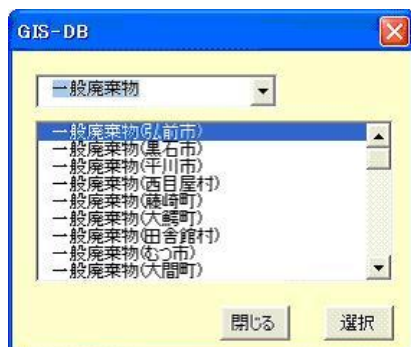 GIS-DB
一般廃棄物
一般廃棄物(弘前市)
一般廃棄物(黒石市)
一般廃棄物(平川市)
一般廃棄物(西目屋村)
一般廃棄物(藤崎町)
一般廃棄物(大鰐町)
一般廃棄物(田舎館村)
一般廃棄物(むつ市)
一般廃棄物(大間町)
閉じる 選択